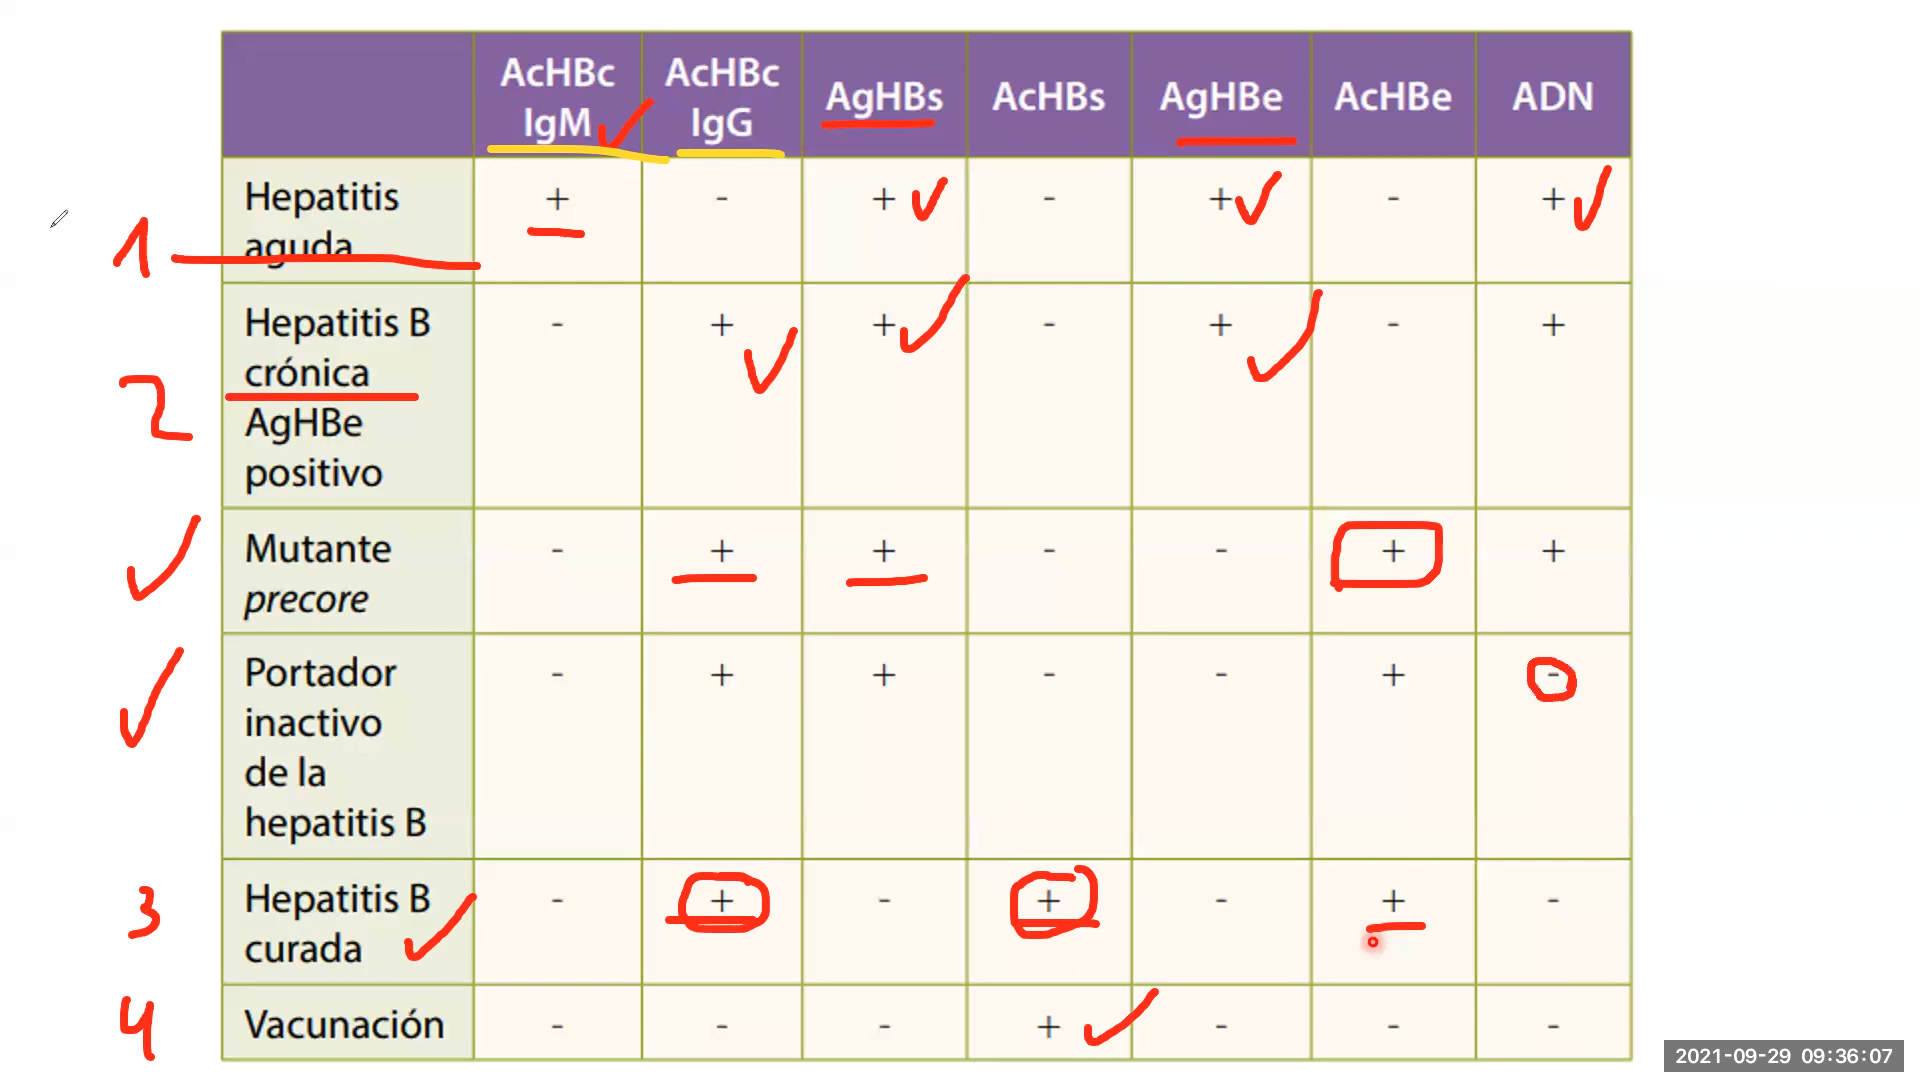 AcHBc IgM AcHBc IgG AgHBs AcHBs AgHBe AcHBe ADN
1 Hepatitis aguda + - + - + - +
2 Hepatitis B crónica AgHBe positivo - + + - + - +
Mutante precore - + + - - + +
Portador inactivo de la hepatitis B - + + - - + -
3 Hepatitis B curada - + - + - + -
4 Vacunación - - - + - - -
2021-09-29 09:36:07